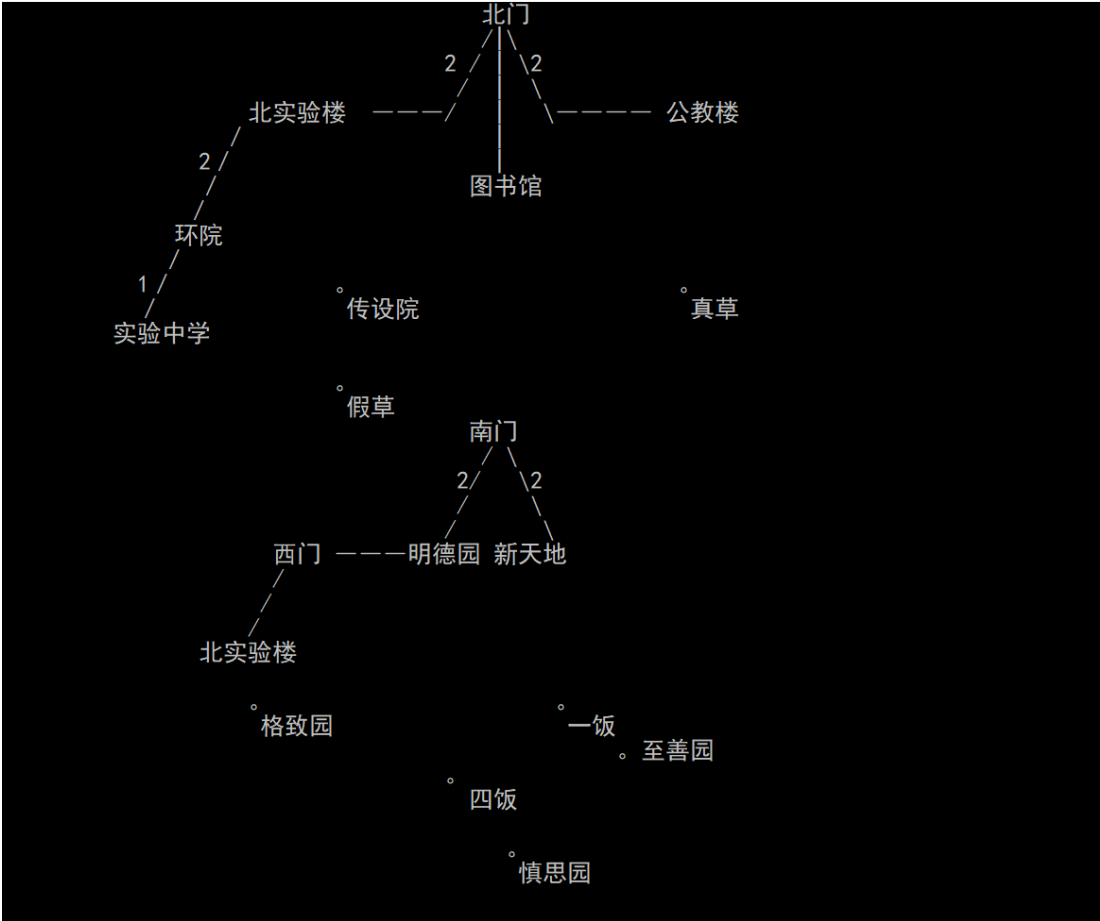 北门
2 2
北实验楼 公教楼
2
图书馆
环院
1
传设院 真草
实验中学
假草
南门
2 2
西门 明德园 新天地
北实验楼
格致园 一饭
至善园
四饭
慎思园